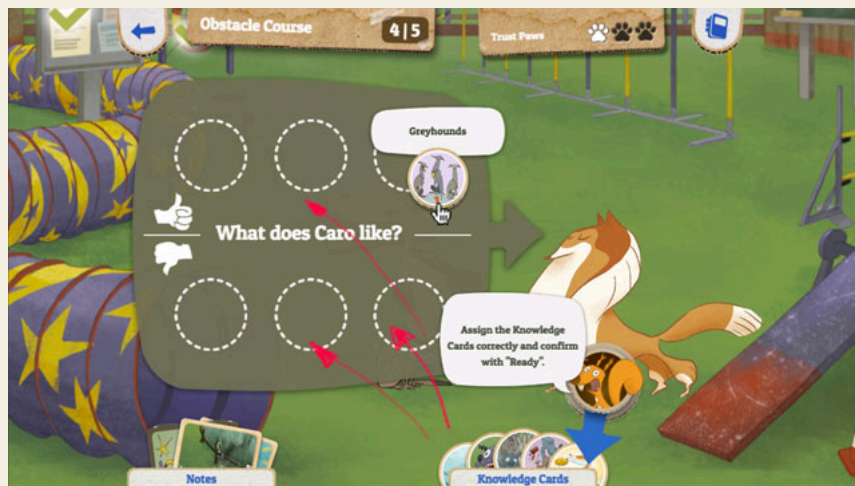 Obstacle Course
4|5
Trust Paws
Greyhounds
What does Caro like?
Assign the Knowledge
Cards correctly and confirm
with "Ready".
Notes
Knowledge Cards